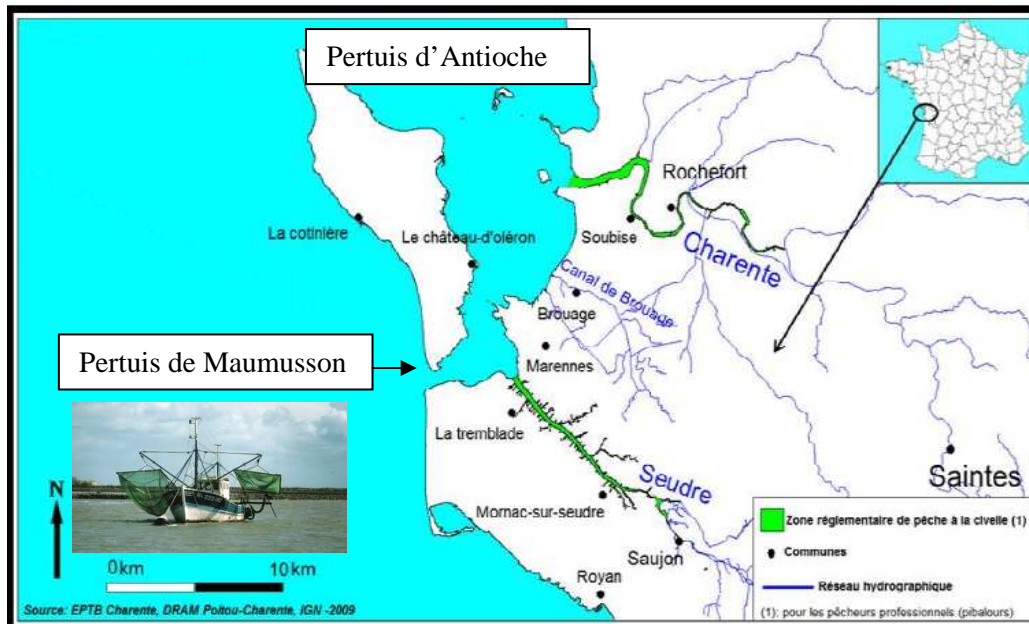 Pertuis d'Antioche
Rochefort
La cotinière
Le château-d'oléron
Soubise
Charente
Canal de Brouage
Brouage
Pertuis de Maumusson
Marennes
La tremblade
Seudre
Saintes
N
Mornac-sur-seudre
Saujon
0km 10 km
Royan
Zone réglementaire de pêche à la civelle (1)
Communes
Réseau hydrographique
(1): pour les pêcheurs professionnels (pibalours)
Source: EPTB Charente, DRAM Poitou-Charente, IGN -2009